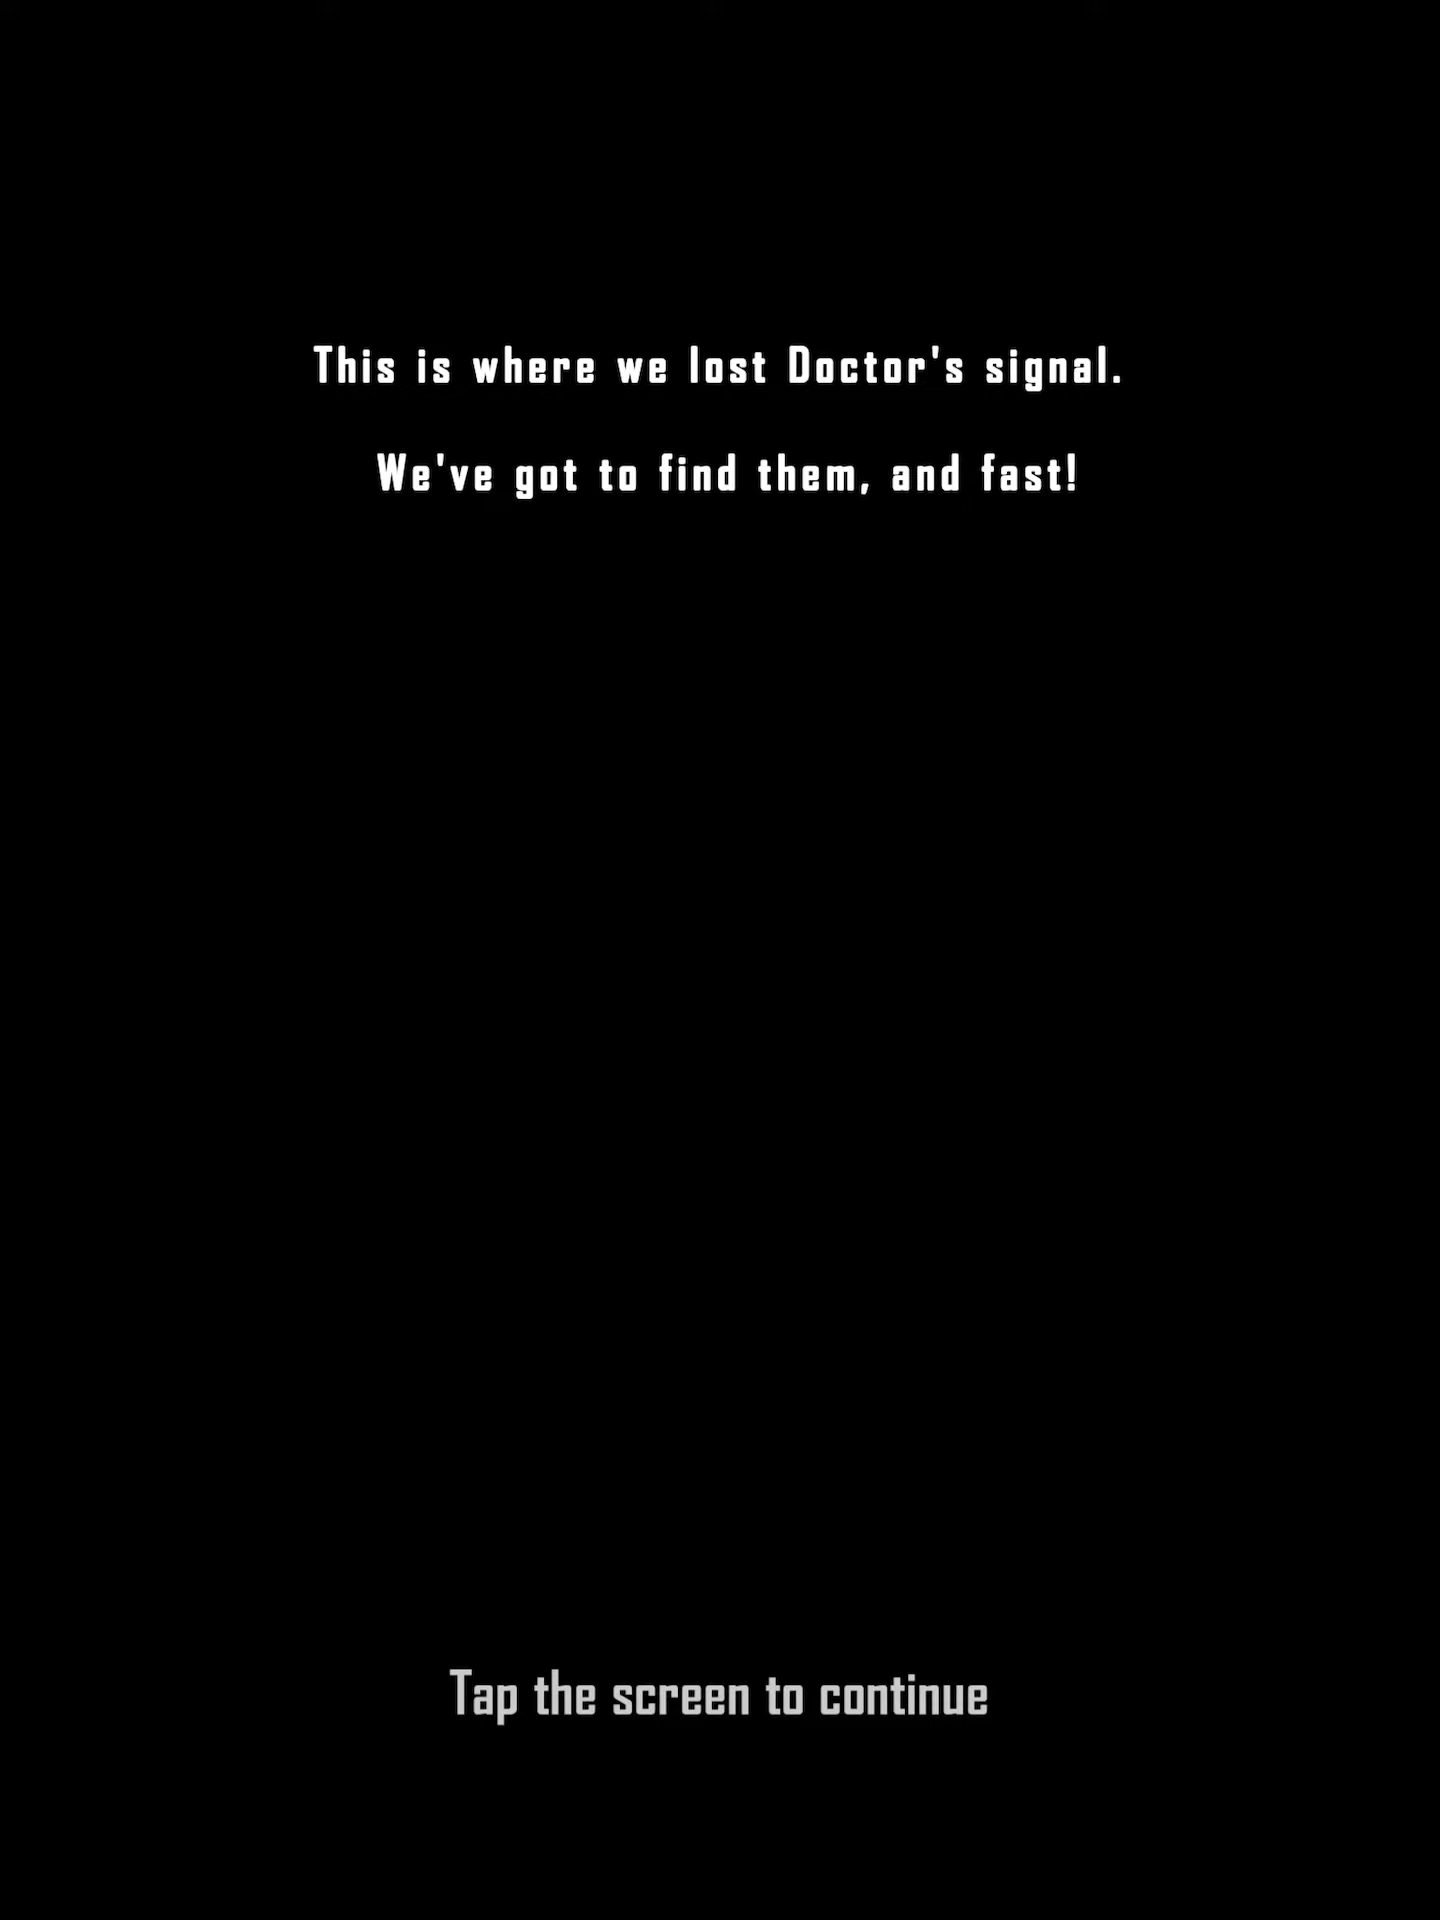 This is where we lost Doctor's signal.
We've got to find them, and fast!
Tap the screen to continue